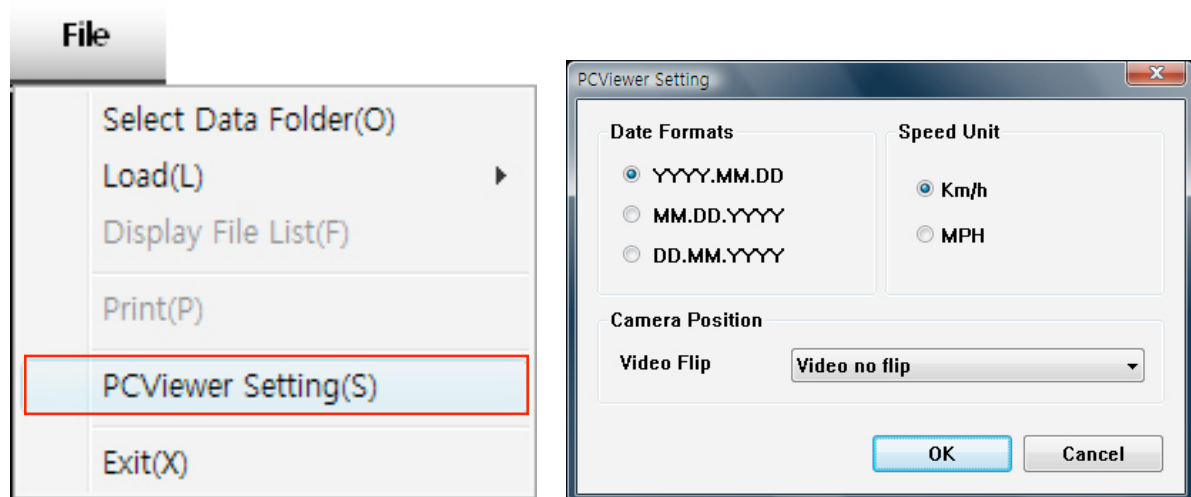 File
Select Data Folder(O)
Load(L)
Display File List(F)
Print(P)
PCViewer Setting(S)
Exit(X)
PCViewer Setting
Date Formats
YYYY.MM.DD
MM.DD.YYYY
DD.MM.YYYY
Speed Unit
Km/h
MPH
Camera Position
Video Flip Video no flip
OK Cancel